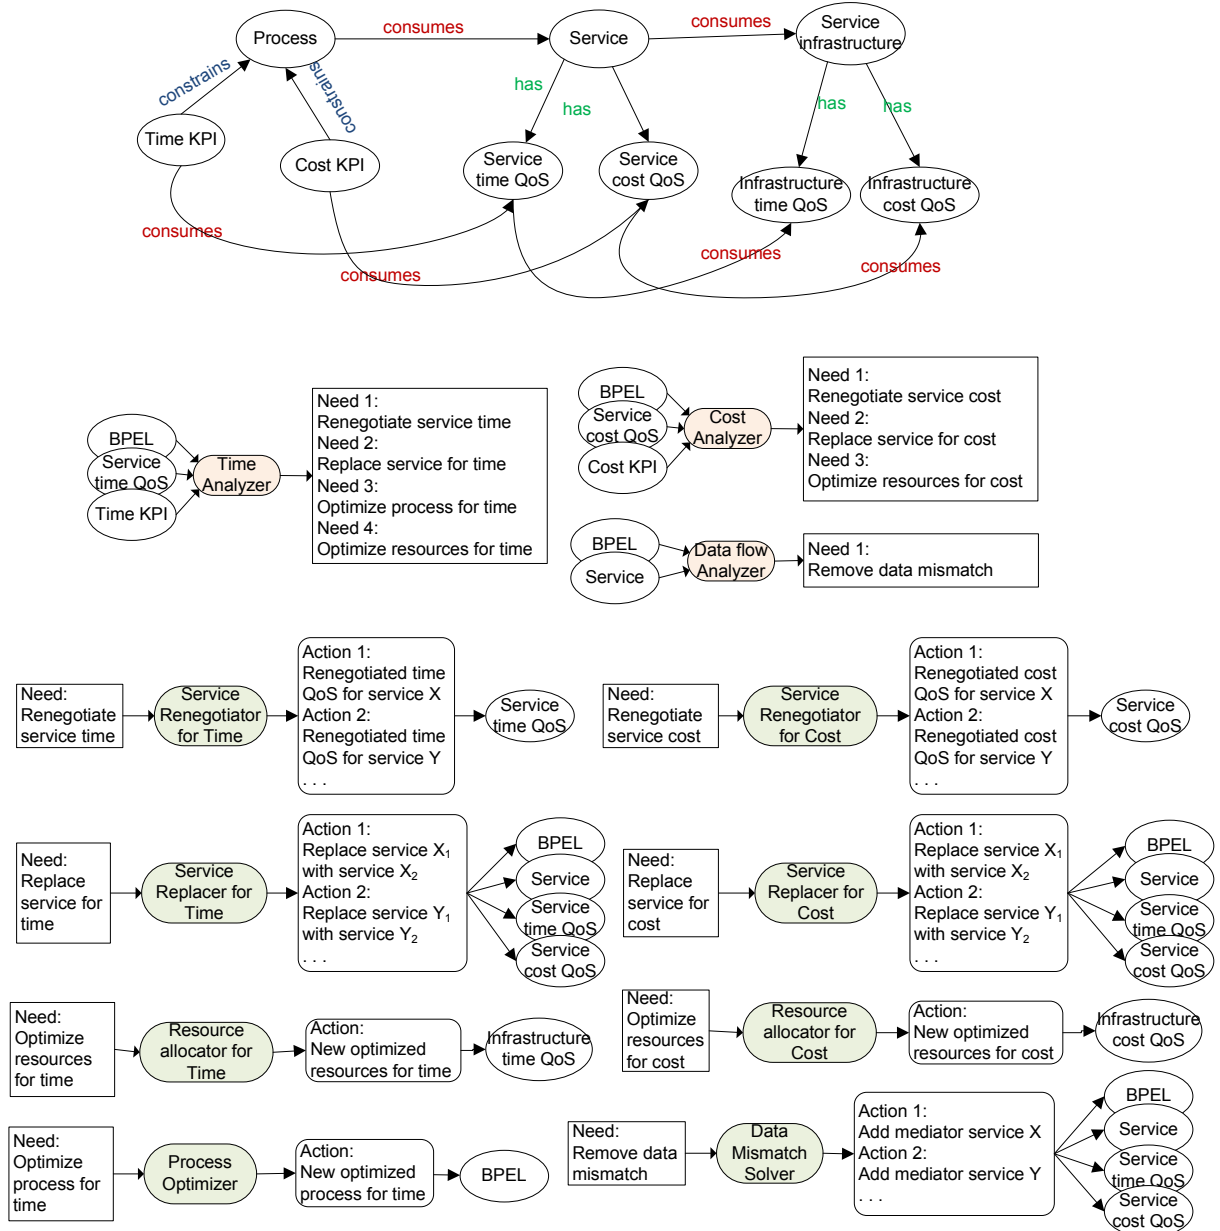 Process
consumes
Service
consumes
Service
infrastructure
constrains
constrains
has
has
has
has
Time KPI
Cost KPI
Service
time QoS
Service
cost QoS
Infrastructure
time QoS
Infrastructure
cost QoS
consumes
consumes
consumes
consumes
BPEL
Service
time QoS
Time KPI
Time
Analyzer
Need 1:
Renegotiate service time
Need 2:
Replace service for time
Need 3:
Optimize process for time
Need 4:
Optimize resources for time
BPEL
Service
cost QoS
Cost KPI
Cost
Analyzer
Need 1:
Renegotiate service cost
Need 2:
Replace service for cost
Need 3:
Optimize resources for cost
BPEL
Service
Data flow
Analyzer
Need 1:
Remove data mismatch
Need:
Renegotiate
service time
Service
Renegotiator
for Time
Action 1:
Renegotiated time
QoS for service X
Action 2:
Renegotiated time
QoS for service Y
. . .
Service
time QoS
Need:
Renegotiate
service cost
Service
Renegotiator
for Cost
Action 1:
Renegotiated cost
QoS for service X
Action 2:
Renegotiated cost
QoS for service Y
. . .
Service
cost QoS
Need:
Replace
service for
time
Service
Replacer for
Time
Action 1:
Replace service X₁
with service X₂
Action 2:
Replace service Y₁
with service Y₂
. . .
BPEL
Service
Service
time QoS
Service
cost QoS
Need:
Replace
service for
cost
Service
Replacer for
Cost
Action 1:
Replace service X₁
with service X₂
Action 2:
Replace service Y₁
with service Y₂
. . .
BPEL
Service
Service
time QoS
Service
cost QoS
Need:
Optimize
resources
for time
Resource
allocator for
Time
Action:
New optimized
resources for time
Infrastructure
time QoS
Need:
Optimize
resources
for cost
Resource
allocator for
Cost
Action:
New optimized
resources for cost
Infrastructure
cost QoS
Need:
Optimize
process for
time
Process
Optimizer
Action:
New optimized
process for time
BPEL
Need:
Remove data
mismatch
Data
Mismatch
Solver
Action 1:
Add mediator service X
Action 2:
Add mediator service Y
. . .
BPEL
Service
Service
time QoS
Service
cost QoS